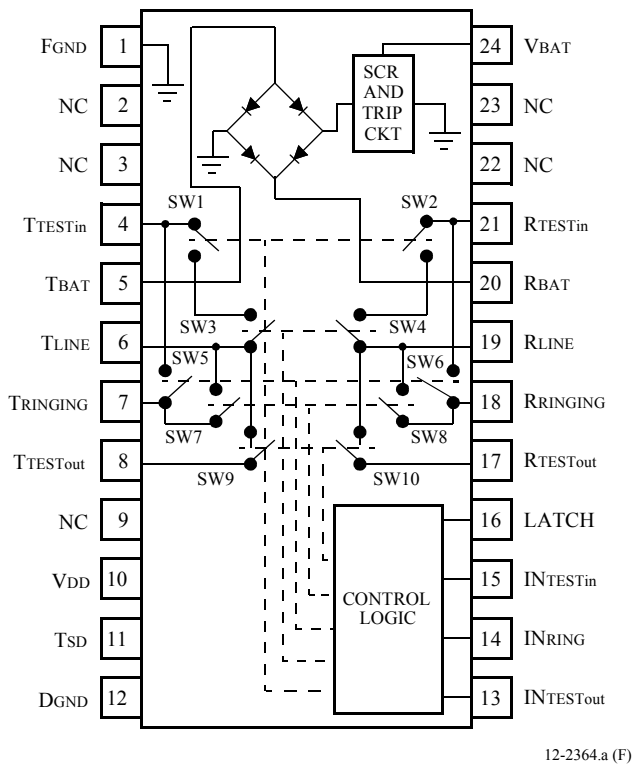 FGND 1
NC 2
NC 3
TTESTin 4
TBAT 5
TLINE 6
TRINGING 7
TTESTout 8
NC 9
VDD 10
TSD 11
DGND 12
SCR
AND
TRIP
CKT
SW1
SW2
SW3
SW4
SW5
SW6
SW7
SW8
SW9
SW10
CONTROL
LOGIC
24 VBAT
23 NC
22 NC
21 RTESTin
20 RBAT
19 RLINE
18 RRINGING
17 RTESTout
16 LATCH
15 INTESTin
14 INRING
13 INTESTout
12-2364.a (F)